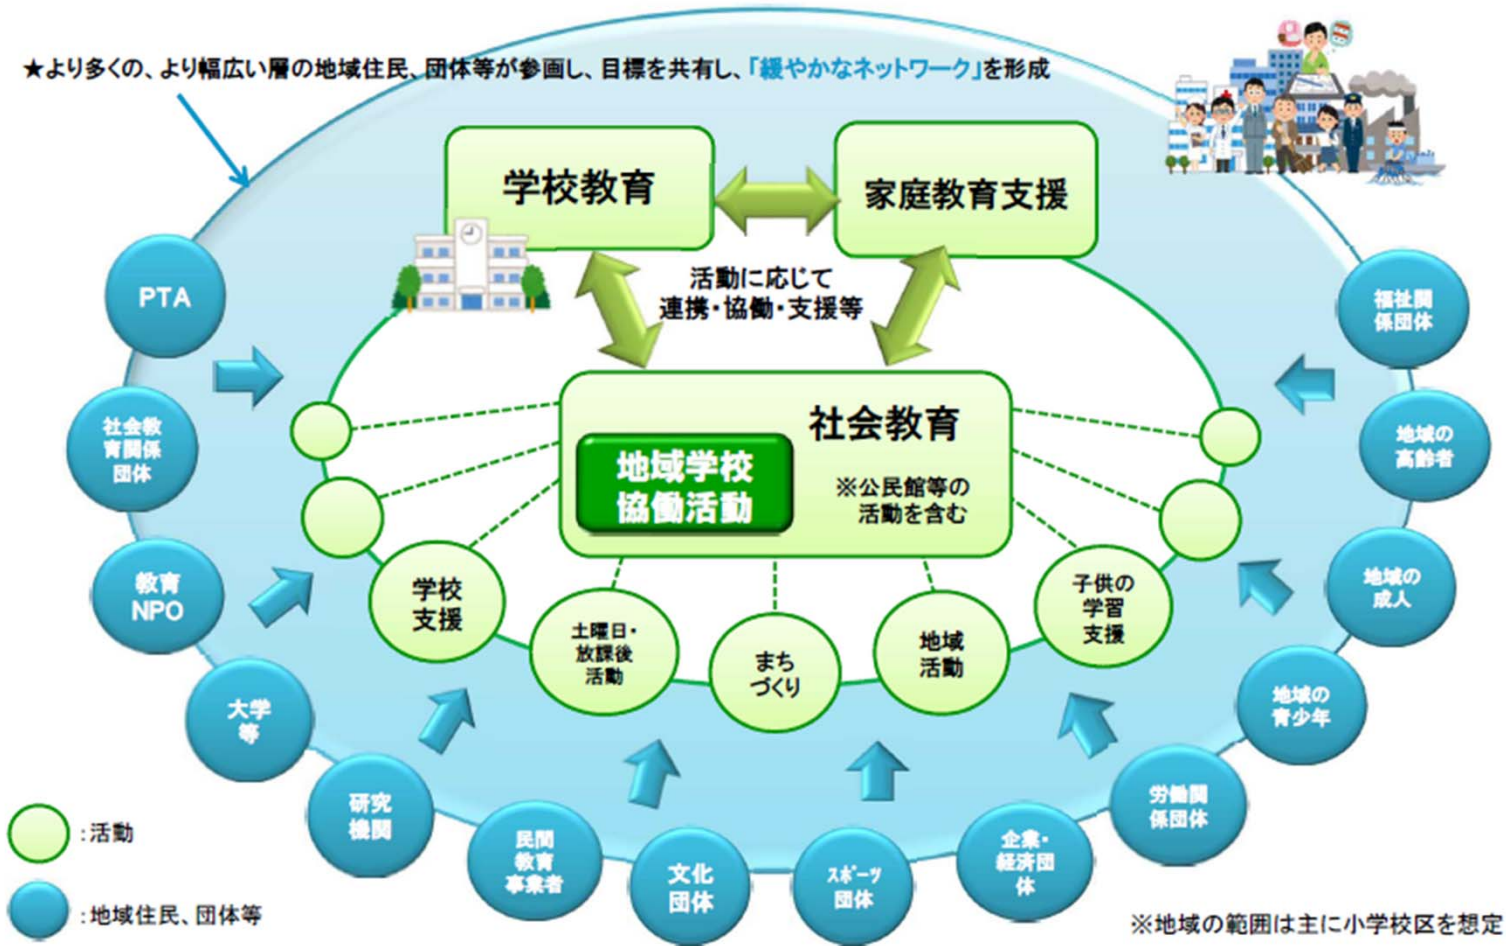 ★より多くの、より幅広い層の地域住民、団体等が参画し、目標を共有し、「緩やかなネットワーク」を形成
学校教育
家庭教育支援
活動に応じて
連携・協働・支援等
社会教育
地域学校
協働活動
※公民館等の
活動を含む
学校
支援
土曜日・
放課後
活動
まち
づくり
地域
活動
子供の
学習
支援
PTA
社会教
育関係
団体
教育
NPO
大学
等
研究
機関
民間
教育
事業者
文化
団体
スポーツ
団体
企業・
経済団
体
労働関
係団体
地域の
青少年
地域の
成人
地域の
高齢者
福祉関
係団体
:活動
:地域住民、団体等
※地域の範囲は主に小学校区を想定